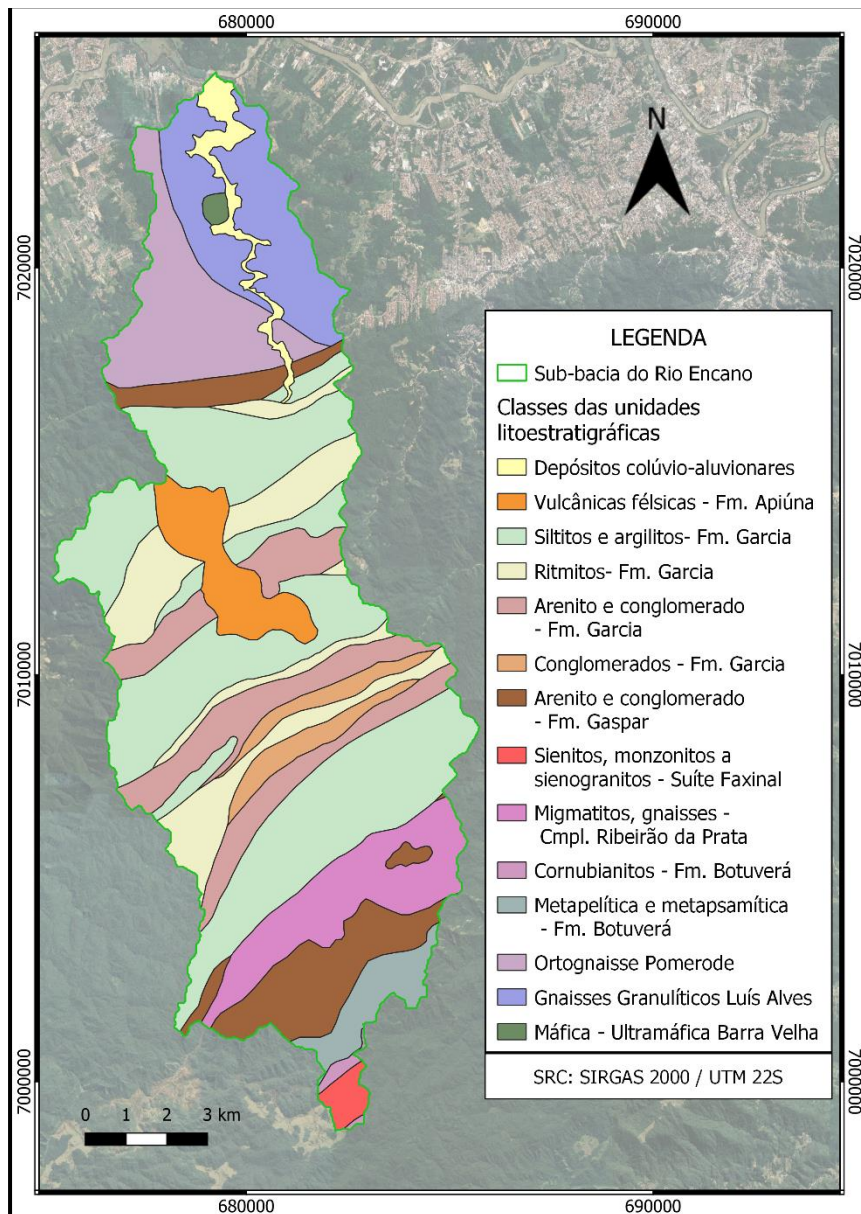 680000
690000
N
7020000
7020000
LEGENDA
Sub-bacia do Rio Encano
Classes das unidades
litoestratigráficas
Depósitos colúvio-aluvionares
Vulcânicas félsicas - Fm. Apiúna
Siltitos e argilitos- Fm. Garcia
Ritmitos- Fm. Garcia
Arenito e conglomerado
- Fm. Garcia
Conglomerados - Fm. Garcia
Arenito e conglomerado
- Fm. Gaspar
Sienitos, monzonitos a
sienogranitos - Suíte Faxinal
Migmatitos, gnaisses -
Cmpl. Ribeirão da Prata
Cornubianitos - Fm. Botuverá
Metapelítica e metapsamítica
- Fm. Botuverá
Ortognaisse Pomerode
Gnaisses Granulíticos Luís Alves
Máfica - Ultramáfica Barra Velha
SRC: SIRGAS 2000 / UTM 22S
7010000
7010000
7000000
7000000
0 1 2 3 km
680000
690000